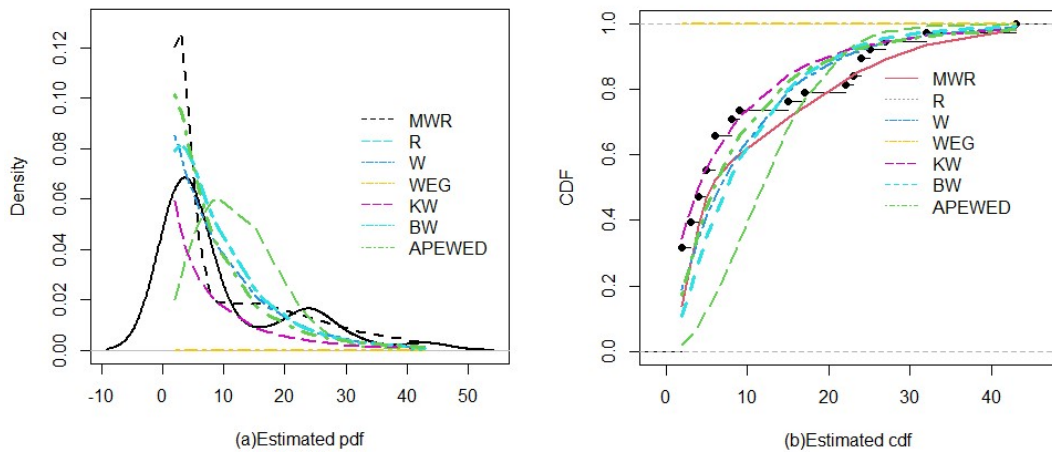 Density
0.00 0.02 0.04 0.06 0.08 0.10 0.12
-10 0 10 20 30 40 50
MWR
R
W
WEG
KW
BW
APEWED
(a)Estimated pdf
CDF
0.0 0.2 0.4 0.6 0.8 1.0
0 10 20 30 40
MWR
R
W
WEG
KW
BW
APEWED
(b)Estimated cdf